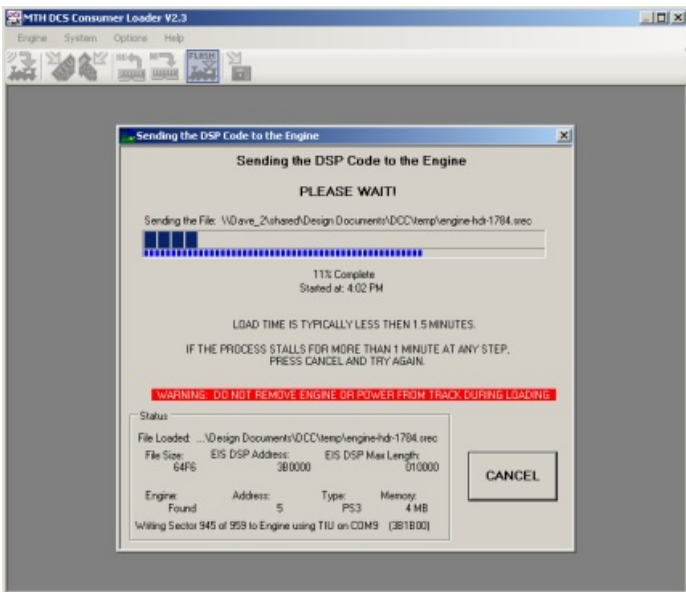 MTH DCS Consumer Loader V2.3
Engine System Options Help
FLASH
Sending the DSP Code to the Engine
Sending the DSP Code to the Engine
PLEASE WAIT!
Sending the File: \\Dave_2\shared\Design Documents\DCC\temp\engine-hdr-1784.srec
11% Complete
Started at: 4:02 PM
LOAD TIME IS TYPICALLY LESS THEN 1.5 MINUTES.
IF THE PROCESS STALLS FOR MORE THAN 1 MINUTE AT ANY STEP,
PRESS CANCEL AND TRY AGAIN.
WARNING: DO NOT REMOVE ENGINE OR POWER FROM TRACK DURING LOADING
Status
File Loaded: ...\Design Documents\DCC\temp\engine-hdr-1784.srec
File Size: EIS DSP Address: EIS DSP Max Length:
64F6 3B0000 010000
CANCEL
Engine: Address: Type: Memory:
Found 5 PS3 4 MB
Writing Sector 945 of 959 to Engine using TIU on COM9 (3B1B00)